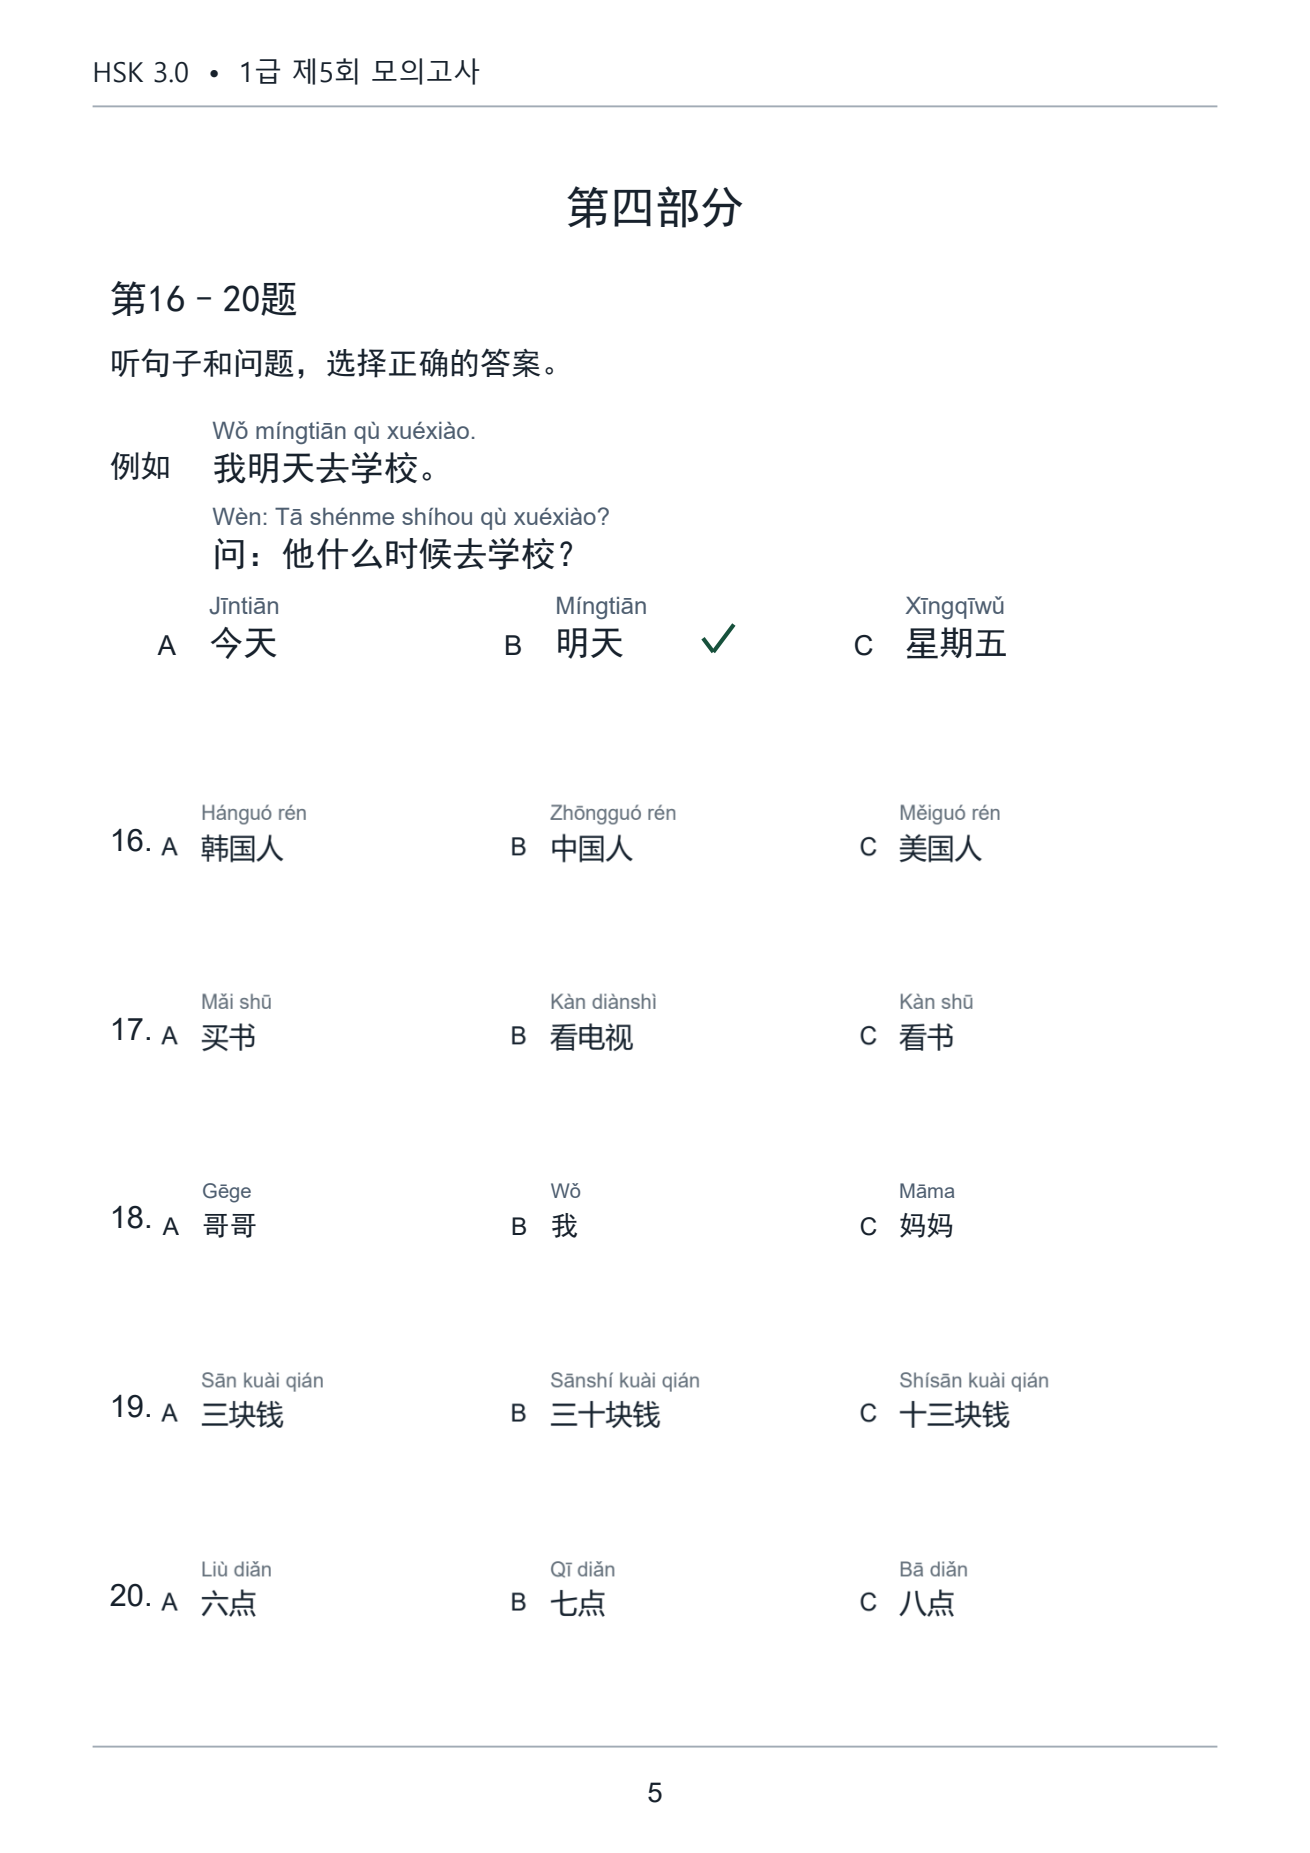 HSK 3.0 • 1급 제5회 모의고사
第四部分
第16－20题
听句子和问题，选择正确的答案。
Wǒ míngtiān qù xuéxiào.
例如 我明天去学校。
Wèn: Tā shénme shíhou qù xuéxiào?
问：他什么时候去学校？
Jīntiān Míngtiān Xīngqīwǔ
A 今天 B 明天 ✓ C 星期五
Hánguó rén Zhōngguó rén Měiguó rén
16. A 韩国人 B 中国人 C 美国人
Mǎi shū Kàn diànshì Kàn shū
17. A 买书 B 看电视 C 看书
Gēge Wǒ Māma
18. A 哥哥 B 我 C 妈妈
Sān kuài qián Sānshí kuài qián Shísān kuài qián
19. A 三块钱 B 三十块钱 C 十三块钱
Liù diǎn Qī diǎn Bā diǎn
20. A 六点 B 七点 C 八点
5